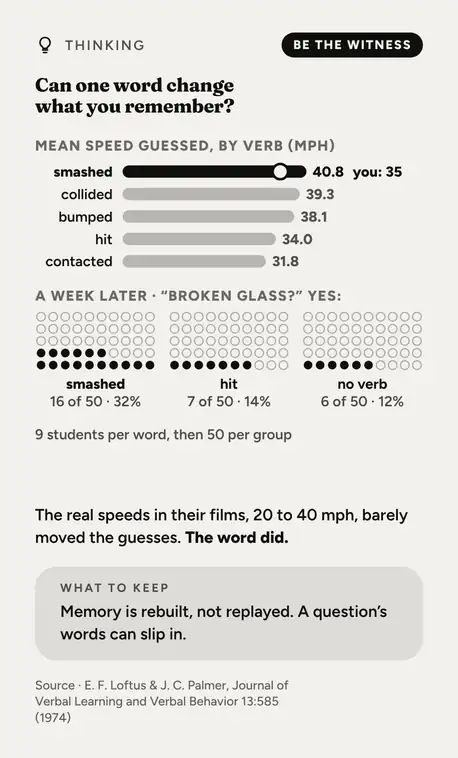 THINKING
BE THE WITNESS
Can one word change
what you remember?
MEAN SPEED GUESSED, BY VERB (MPH)
smashed 40.8 you: 35
collided 39.3
bumped 38.1
hit 34.0
contacted 31.8
A WEEK LATER · “BROKEN GLASS?” YES:
smashed hit no verb
16 of 50 · 32% 7 of 50 · 14% 6 of 50 · 12%
9 students per word, then 50 per group
The real speeds in their films, 20 to 40 mph, barely
moved the guesses. The word did.
WHAT TO KEEP
Memory is rebuilt, not replayed. A question’s
words can slip in.
Source · E. F. Loftus & J. C. Palmer, Journal of
Verbal Learning and Verbal Behavior 13:585
(1974)